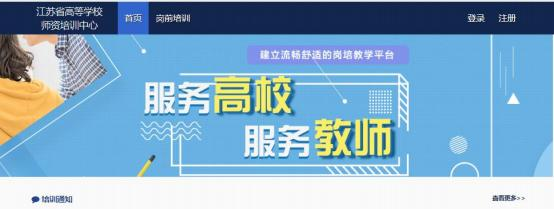 江苏省高等学校
师资培训中心
首页 岗前培训 登录 注册
建立流畅舒适的岗培教学平台
服务高校
服务教师
培训通知 查看更多>>